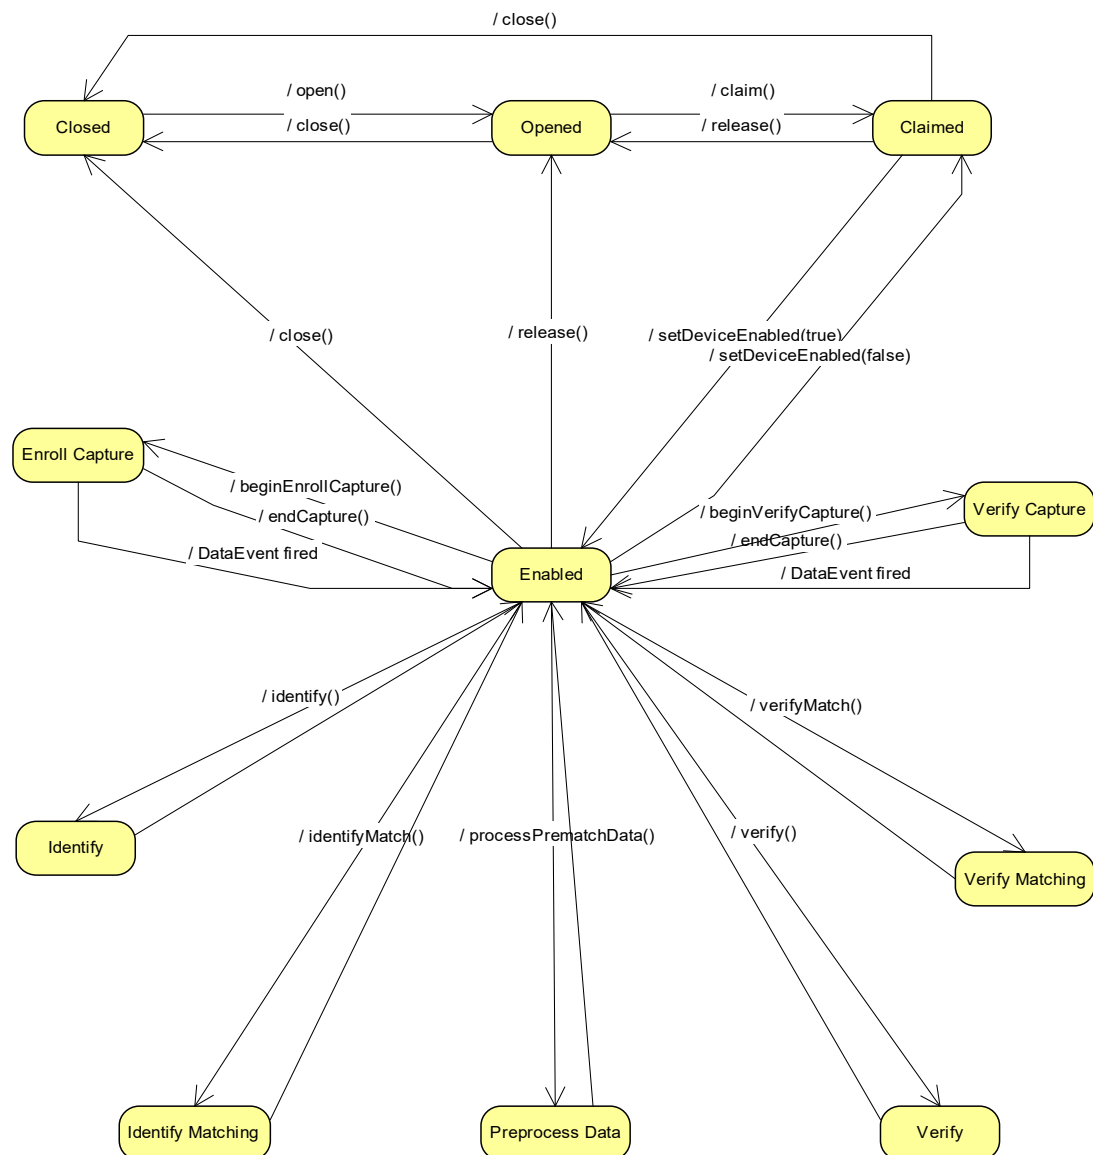 / close()
/ open()
/ claim()
Closed
/ close()
Opened
/ release()
Claimed
/ close()
/ release()
/ setDeviceEnabled(true)
/ setDeviceEnabled(false)
Enroll Capture
/ beginEnrollCapture()
/ endCapture()
/ DataEvent fired
/ beginVerifyCapture()
Verify Capture
/ endCapture()
/ DataEvent fired
Enabled
/ identify()
/ verifyMatch()
Identify
/ identifyMatch()
/ processPrematchData()
/ verify()
Verify Matching
Identify Matching
Preprocess Data
Verify